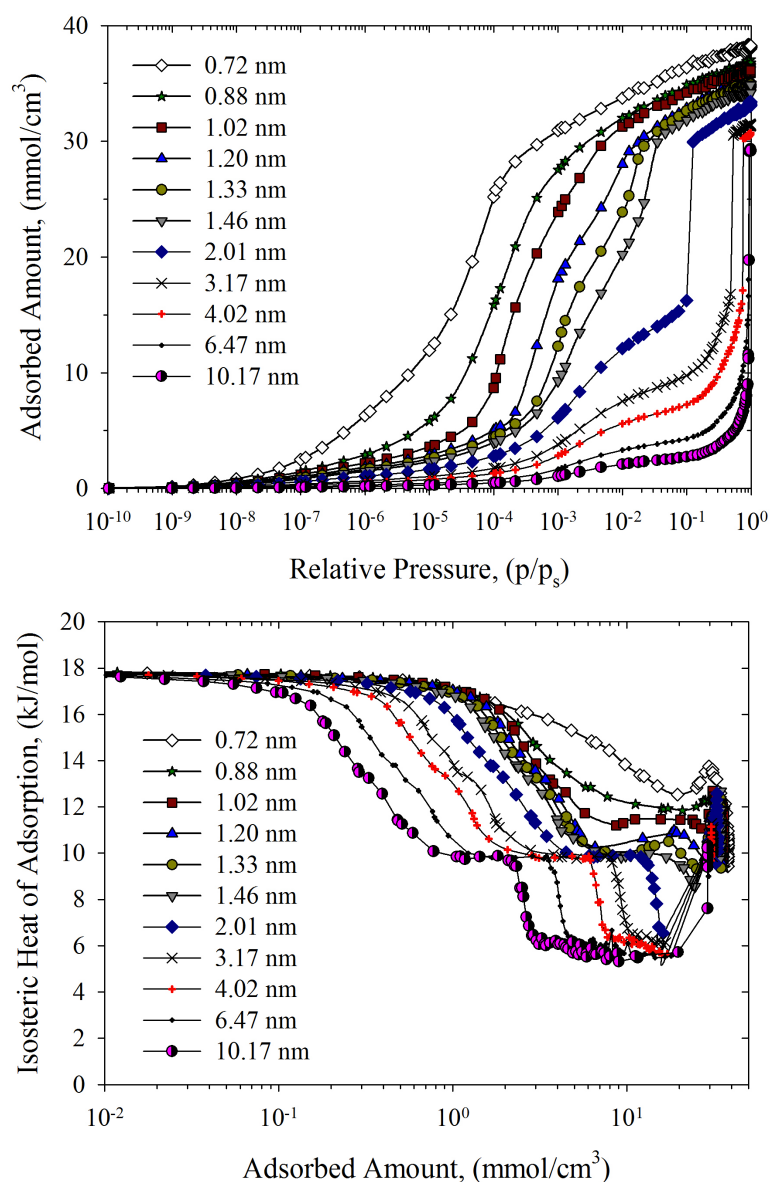 40
30
20
10
0
Adsorbed Amount, (mmol/cm³)
0.72 nm
0.88 nm
1.02 nm
1.20 nm
1.33 nm
1.46 nm
2.01 nm
3.17 nm
4.02 nm
6.47 nm
10.17 nm
10⁻¹⁰ 10⁻⁹ 10⁻⁸ 10⁻⁷ 10⁻⁶ 10⁻⁵ 10⁻⁴ 10⁻³ 10⁻² 10⁻¹ 10⁰
Relative Pressure, (p/pₛ)
20
18
16
14
12
10
8
6
4
2
0
Isosteric Heat of Adsorption, (kJ/mol)
0.72 nm
0.88 nm
1.02 nm
1.20 nm
1.33 nm
1.46 nm
2.01 nm
3.17 nm
4.02 nm
6.47 nm
10.17 nm
10⁻² 10⁻¹ 10⁰ 10¹
Adsorbed Amount, (mmol/cm³)